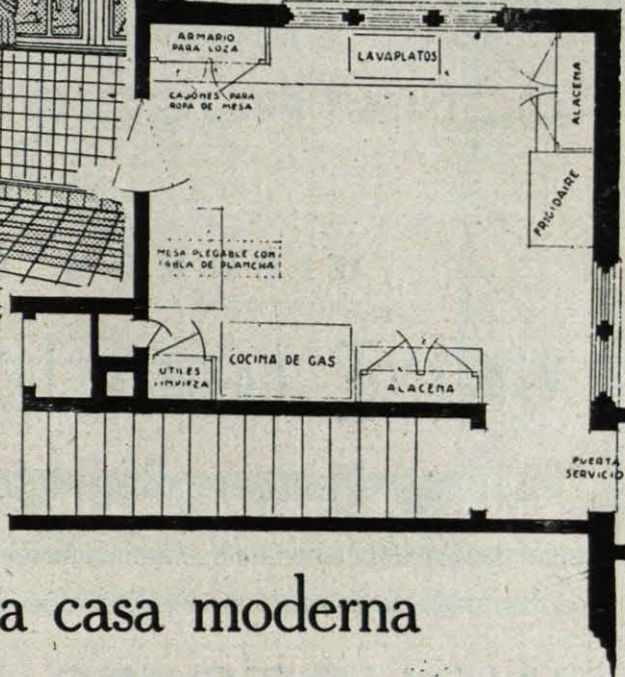 ARMARIO
PARA LOZA
LAVAPLATOS
CAJONES PARA
ROPA DE MESA
ALACENA
FRIGIDAIRE
MESA PLEGABLE CON
TABLA DE PLANCHA
UTILES
LIMPIEZA
COCINA DE GAS
ALACENA
PUERTA
SERVICIO
a casa moderna